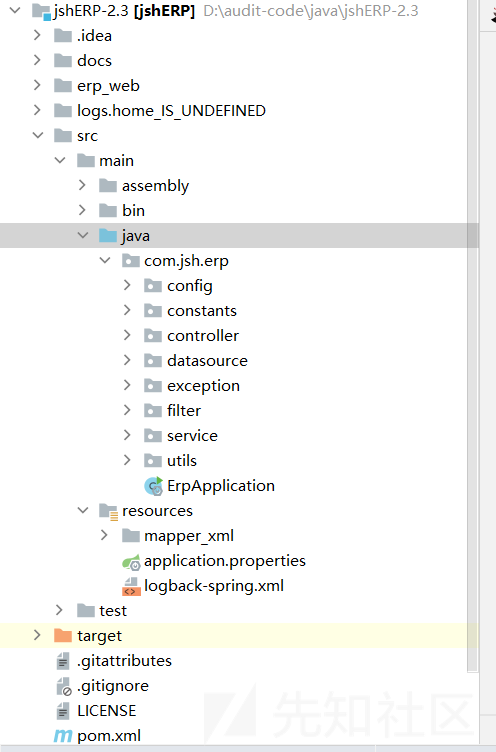 jshERP-2.3 [jshERP] D:\audit-code\java\jshERP-2.3
.idea
docs
erp_web
logs.home_IS_UNDEFINED
src
main
assembly
bin
java
com.jsh.erp
config
constants
controller
datasource
exception
filter
service
utils
ErpApplication
resources
mapper_xml
application.properties
logback-spring.xml
test
target
.gitattributes
.gitignore
LICENSE
pom.xml
先知社区